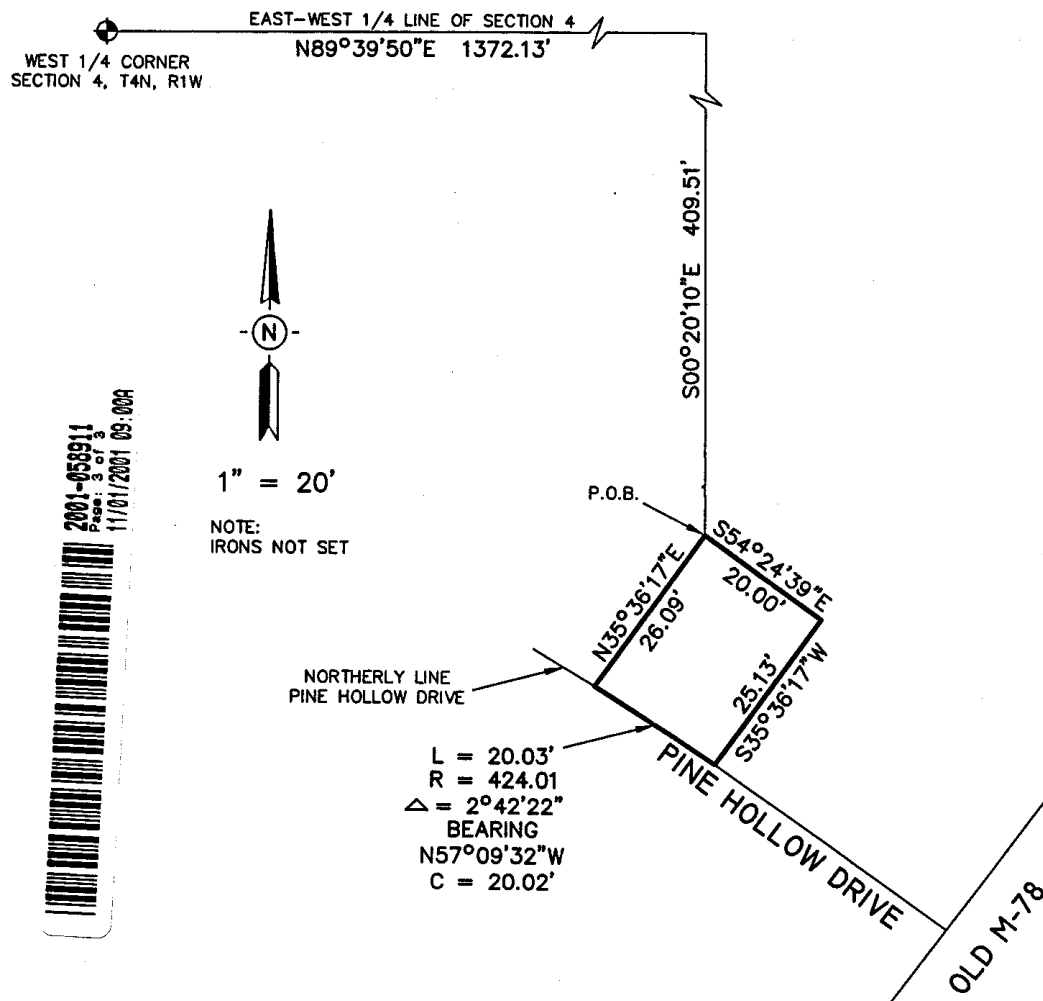 EAST-WEST 1/4 LINE OF SECTION 4
N89°39'50"E 1372.13'
WEST 1/4 CORNER
SECTION 4, T4N, R1W
S00°20'10"E 409.51'
N
1" = 20'
NOTE:
IRONS NOT SET
2001-058911
Page: 3 of 3
11/01/2001 09:00A
P.O.B.
S54°24'39"E
20.00'
N35°36'17"E
26.09'
25.13'
S35°36'17"W
NORTHERLY LINE
PINE HOLLOW DRIVE
L = 20.03'
R = 424.01
△ = 2°42'22"
BEARING
N57°09'32"W
C = 20.02'
PINE HOLLOW DRIVE
OLD M-78